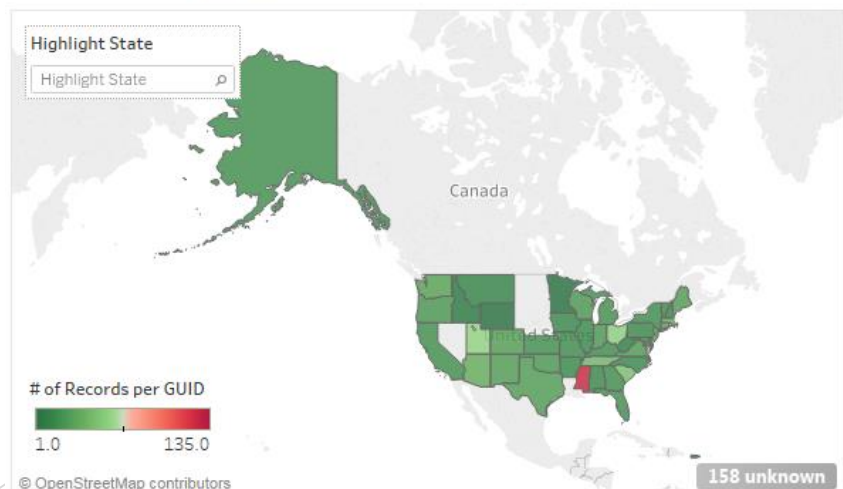 Highlight State
Highlight State
Canada
United States
# of Records per GUID
1.0 135.0
© OpenStreetMap contributors
158 unknown